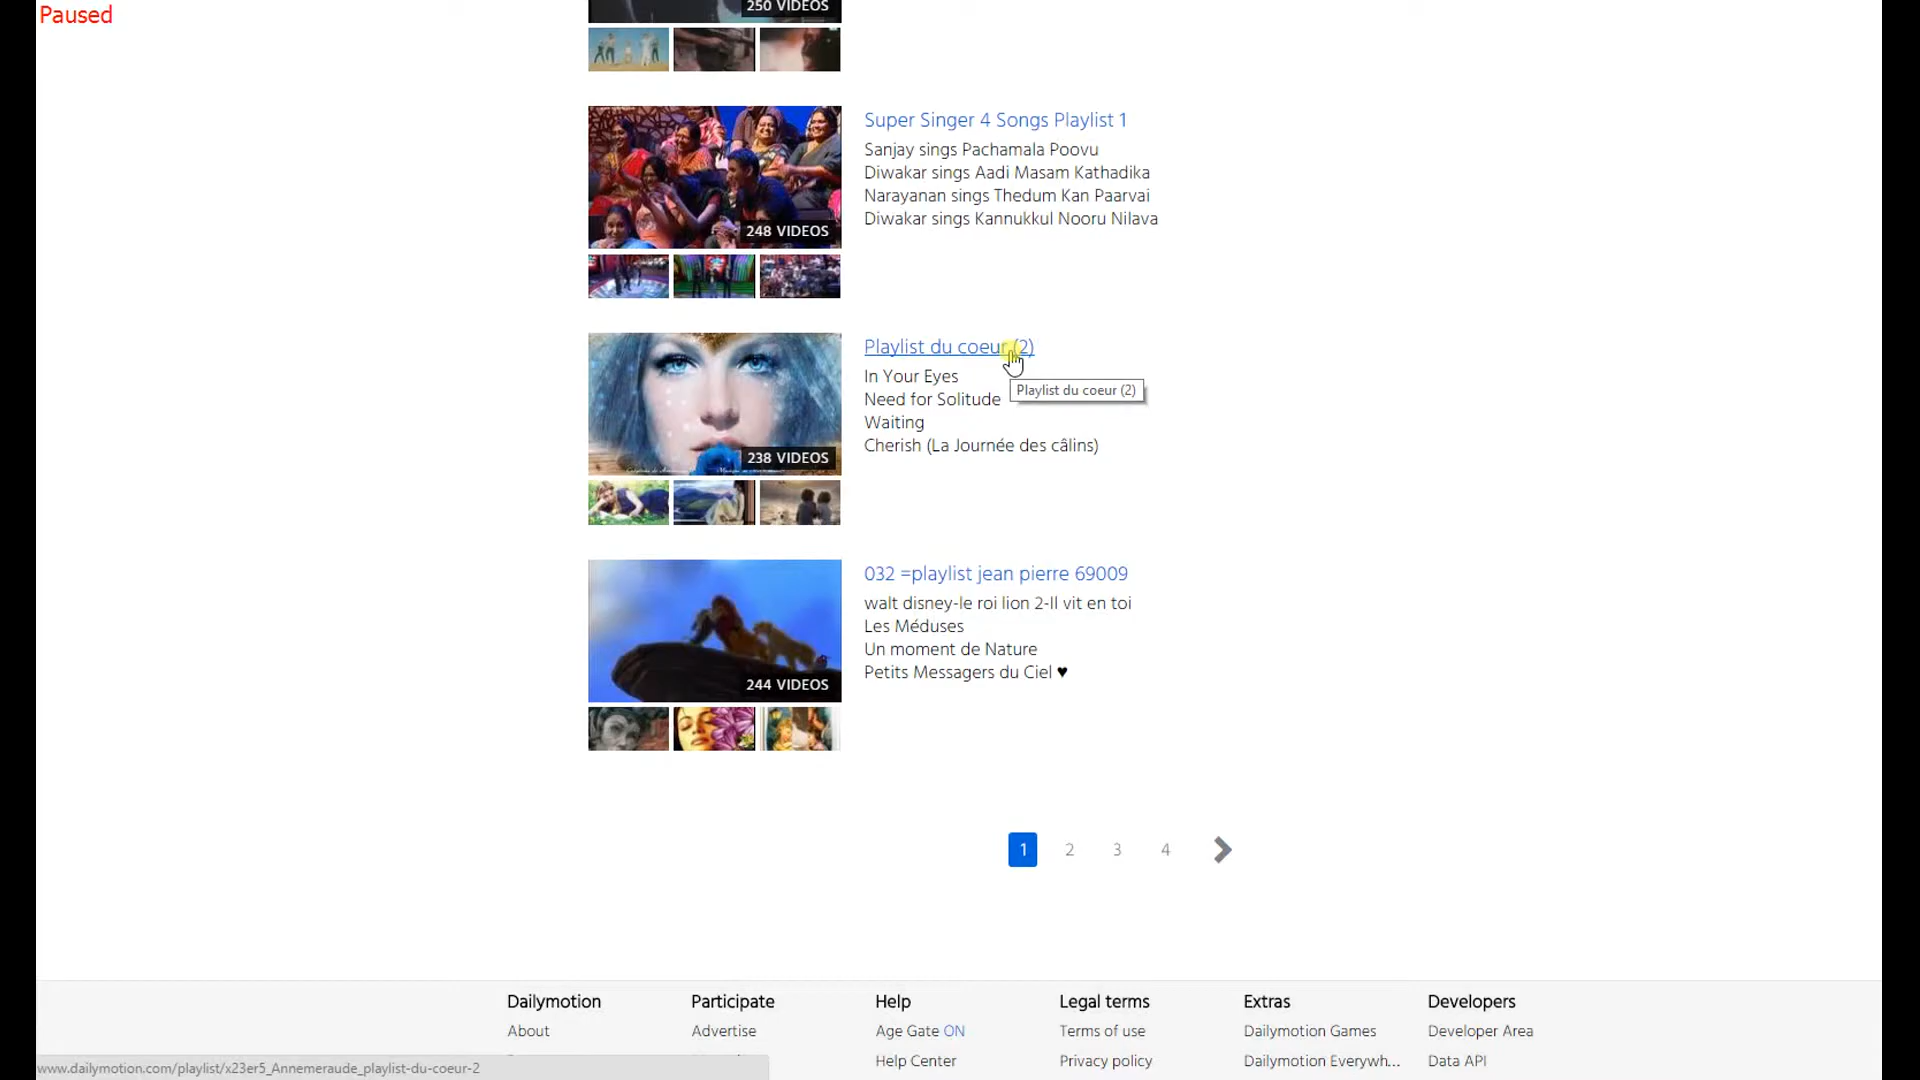 Paused
250 VIDEOS
Super Singer 4 Songs Playlist 1
Sanjay sings Pachamala Poovu
Diwakar sings Aadi Masam Kathadika
Narayanan sings Thedum Kan Paarvai
Diwakar sings Kannukkul Nooru Nilava
248 VIDEOS
Playlist du coeur (2)
In Your Eyes
Playlist du coeur (2)
Need for Solitude
Waiting
Cherish (La Journée des câlins)
238 VIDEOS
032 =playlist jean pierre 69009
walt disney-le roi lion 2-Il vit en toi
Les Méduses
Un moment de Nature
Petits Messagers du Ciel ♥
244 VIDEOS
1 2 3 4
Dailymotion Participate Help Legal terms Extras Developers
About Advertise Age Gate ON Terms of use Dailymotion Games Developer Area
Help Center Privacy policy Dailymotion Everywh... Data API
www.dailymotion.com/playlist/x23er5_Annemeraude_playlist-du-coeur-2